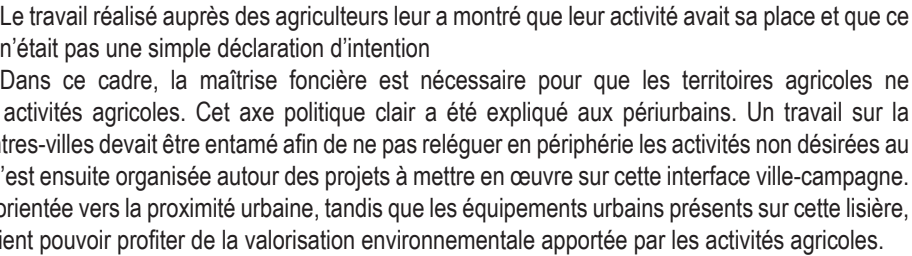 Le travail réalisé auprès des agriculteurs leur a montré que leur activité avait sa place et que ce
n’était pas une simple déclaration d’intention
Dans ce cadre, la maîtrise foncière est nécessaire pour que les territoires agricoles ne
activités agricoles. Cet axe politique clair a été expliqué aux périurbains. Un travail sur la
ntres-villes devait être entamé afin de ne pas reléguer en périphérie les activités non désirées au
’est ensuite organisée autour des projets à mettre en œuvre sur cette interface ville-campagne.
orientée vers la proximité urbaine, tandis que les équipements urbains présents sur cette lisière,
ient pouvoir profiter de la valorisation environnementale apportée par les activités agricoles.